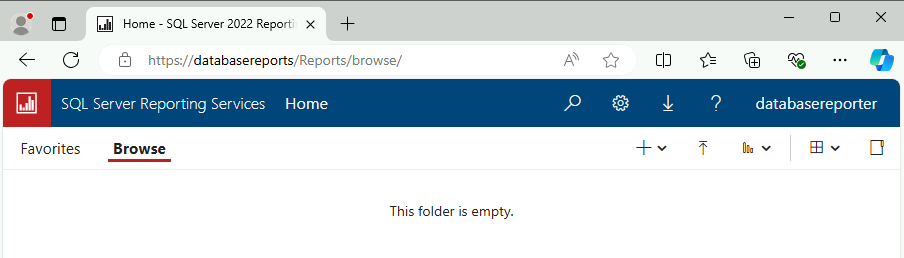 Home - SQL Server 2022 Reporti
https://databasereports/Reports/browse/
SQL Server Reporting Services Home databasereporter
Favorites Browse
This folder is empty.